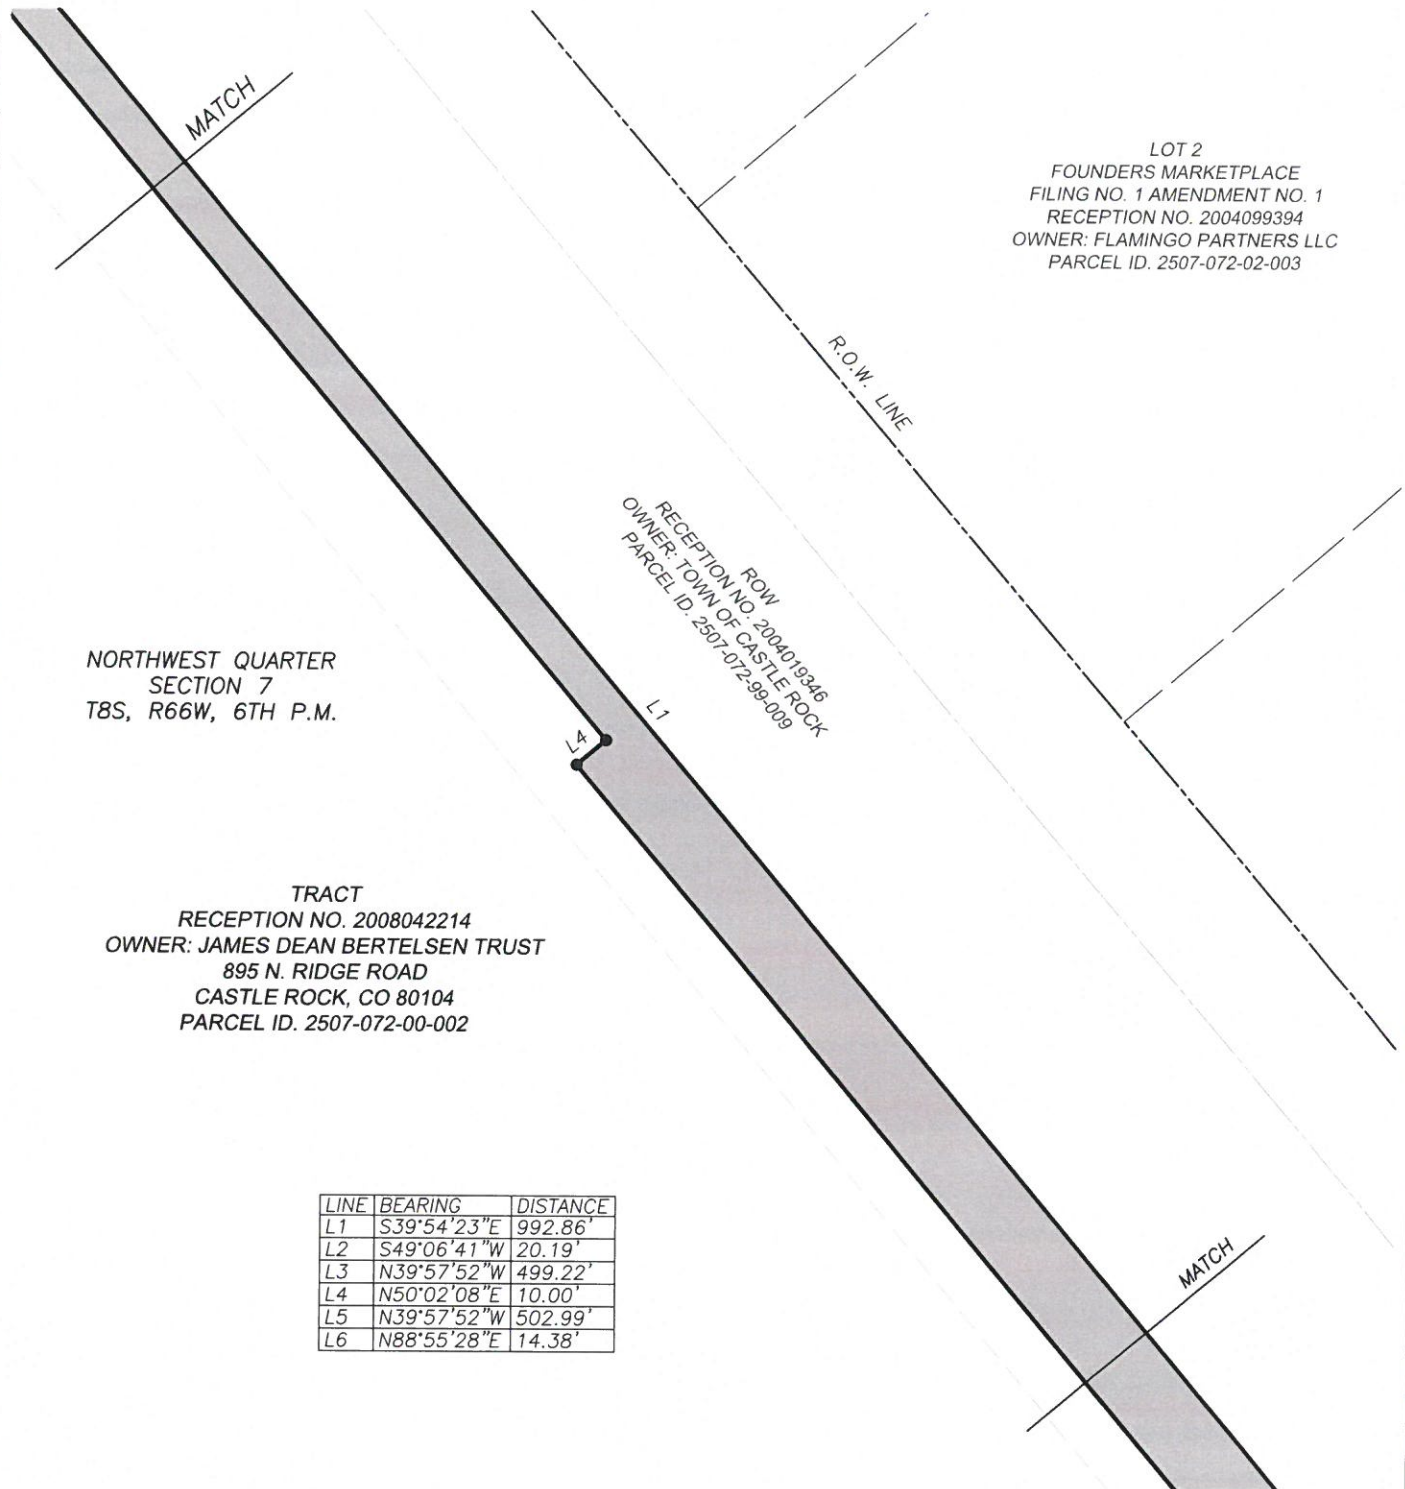 MATCH
LOT 2
FOUNDERS MARKETPLACE
FILING NO. 1 AMENDMENT NO. 1
RECEPTION NO. 2004099394
OWNER: FLAMINGO PARTNERS LLC
PARCEL ID. 2507-072-02-003
R.O.W. LINE
ROW
RECEPTION NO. 2004019346
OWNER: TOWN OF CASTLE ROCK
PARCEL ID. 2507-072-99-009
NORTHWEST QUARTER
SECTION 7
T8S, R66W, 6TH P.M.
L1
L4
TRACT
RECEPTION NO. 2008042214
OWNER: JAMES DEAN BERTELSEN TRUST
895 N. RIDGE ROAD
CASTLE ROCK, CO 80104
PARCEL ID. 2507-072-00-002
LINE BEARING DISTANCE
L1 S39°54'23"E 992.86'
L2 S49°06'41"W 20.19'
L3 N39°57'52"W 499.22'
L4 N50°02'08"E 10.00'
L5 N39°57'52"W 502.99'
L6 N88°55'28"E 14.38'
MATCH